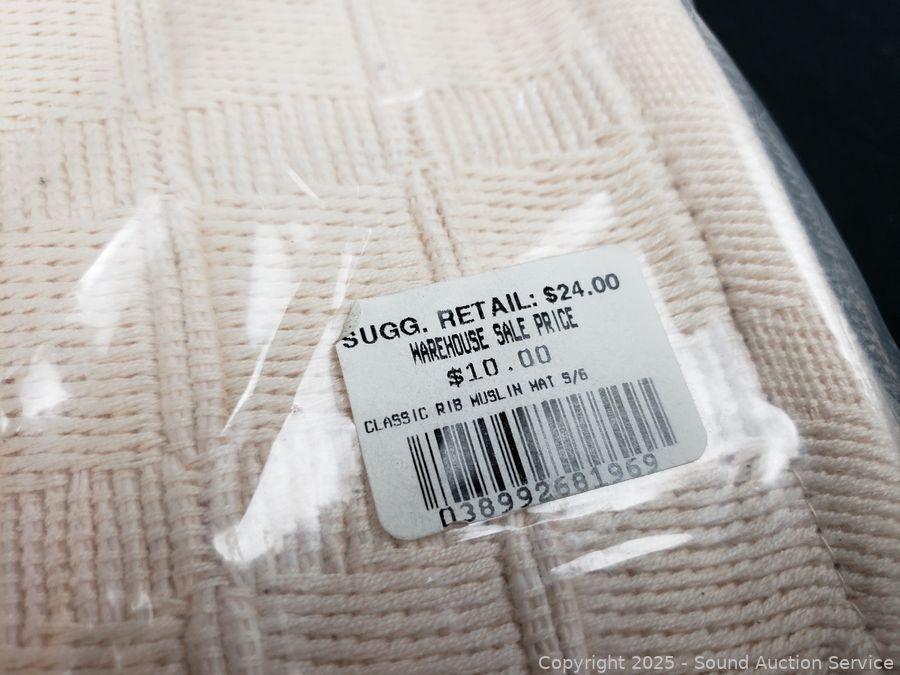 SUGG. RETAIL: $24.00
WAREHOUSE SALE PRICE
$10.00
CLASSIC RIB MUSLIN MAT S/6
038992681969
Copyright 2025 - Sound Auction Service